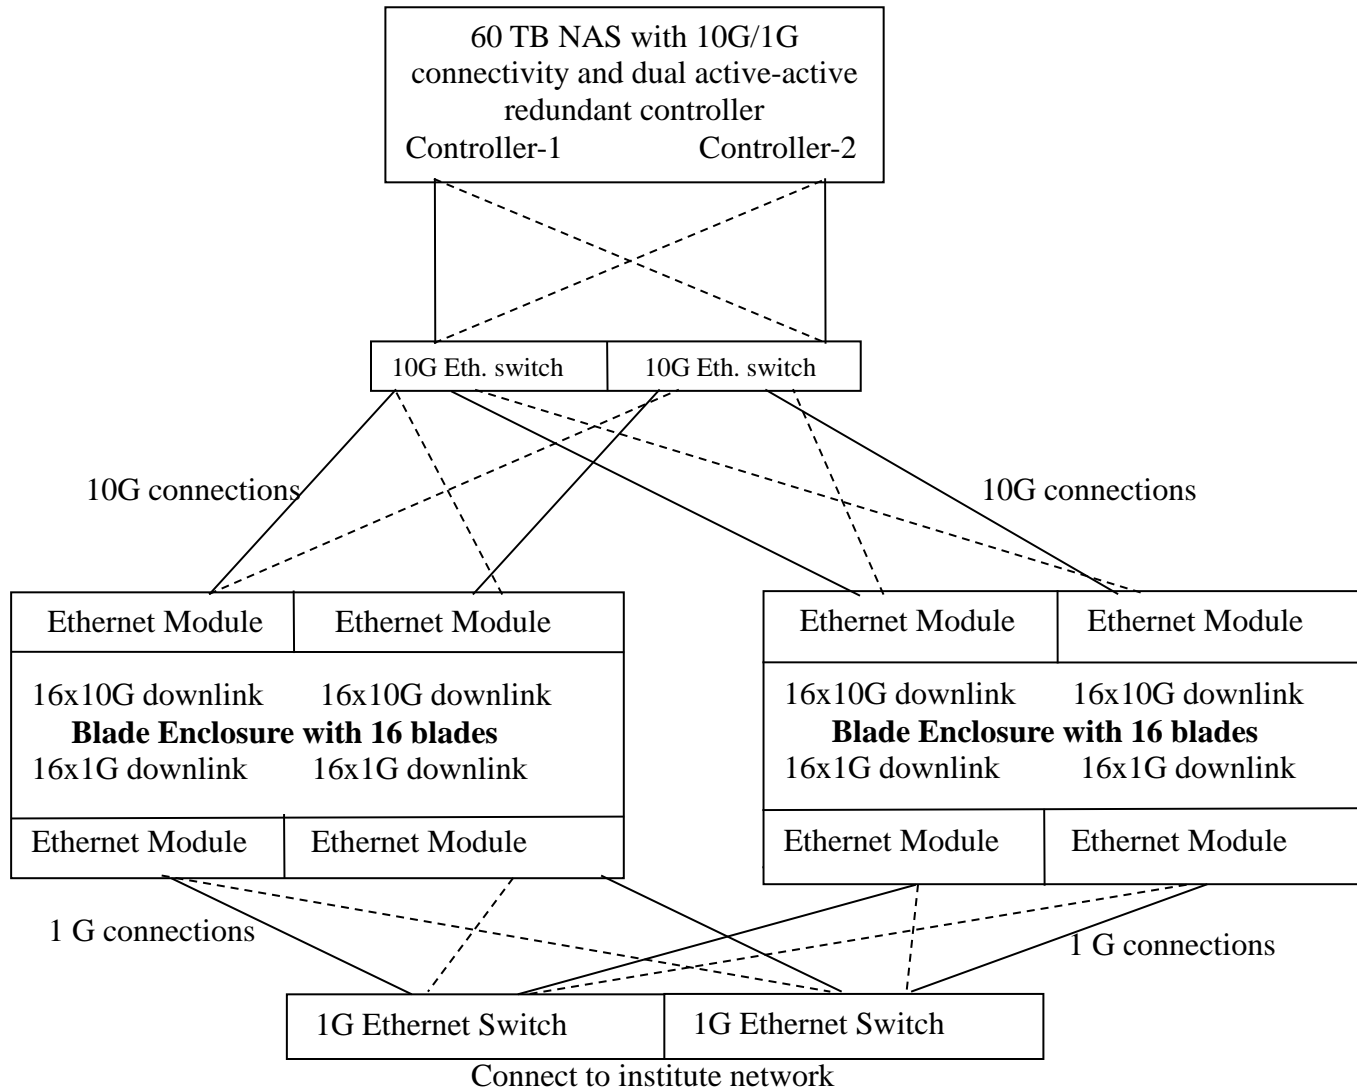 60 TB NAS with 10G/1G
connectivity and dual active-active
redundant controller
Controller-1 Controller-2
10G Eth. switch 10G Eth. switch
10G connections 10G connections
Ethernet Module Ethernet Module Ethernet Module Ethernet Module
16x10G downlink 16x10G downlink
Blade Enclosure with 16 blades
16x1G downlink 16x1G downlink
16x10G downlink 16x10G downlink
Blade Enclosure with 16 blades
16x1G downlink 16x1G downlink
Ethernet Module Ethernet Module Ethernet Module Ethernet Module
1 G connections 1 G connections
1G Ethernet Switch 1G Ethernet Switch
Connect to institute network